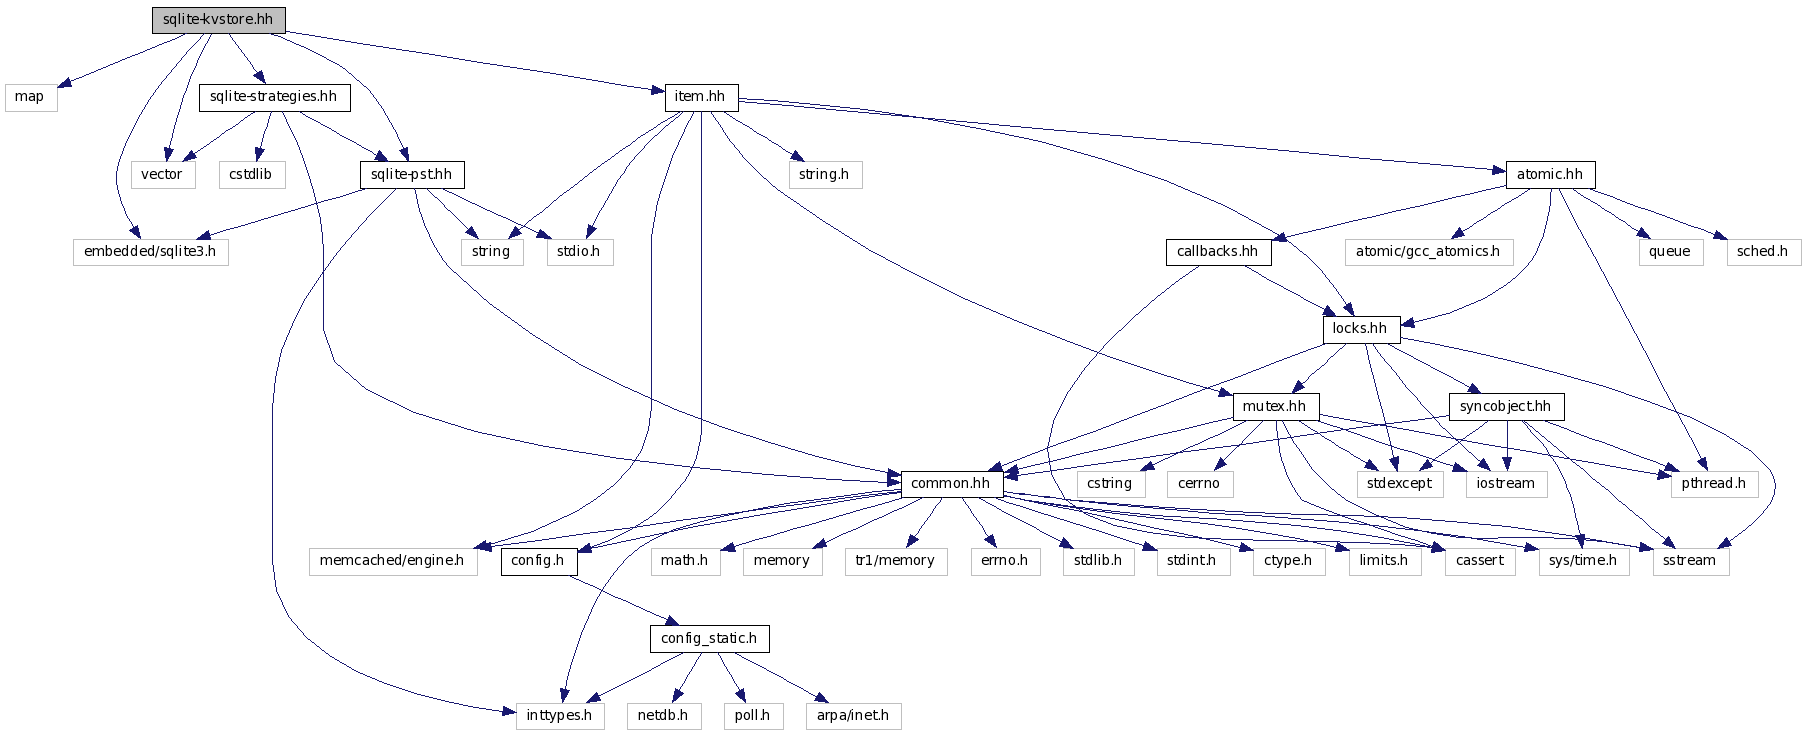 sqlite-kvstore.hh
map
sqlite-strategies.hh
item.hh
vector
cstdlib
sqlite-pst.hh
string.h
atomic.hh
embedded/sqlite3.h
string
stdio.h
callbacks.hh
atomic/gcc_atomics.h
queue
sched.h
locks.hh
mutex.hh
syncobject.hh
common.hh
cstring
cerrno
stdexcept
iostream
pthread.h
memcached/engine.h
config.h
math.h
memory
tr1/memory
errno.h
stdlib.h
stdint.h
ctype.h
limits.h
cassert
sys/time.h
sstream
config_static.h
inttypes.h
netdb.h
poll.h
arpa/inet.h